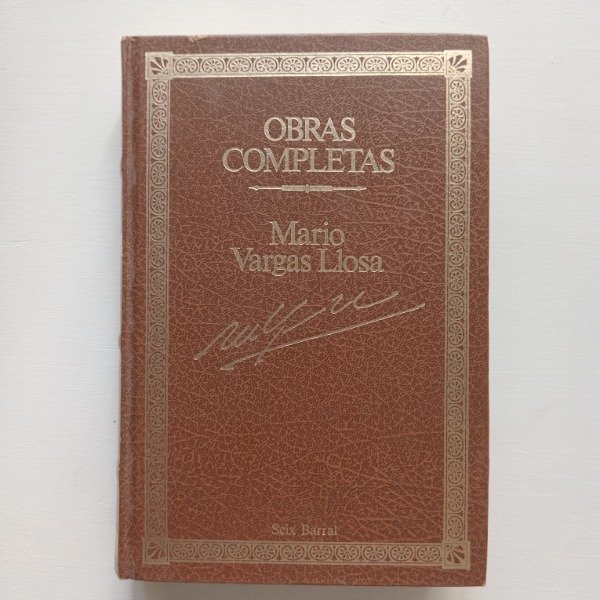 OBRAS
COMPLETAS
Mario
Vargas Llosa
Seix Barral